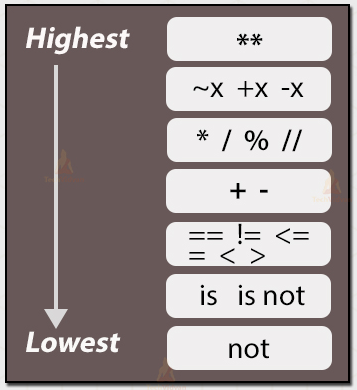 Highest
**
~x +x -x
* / % //
+ -
== != <=
= < >
is is not
Lowest
not